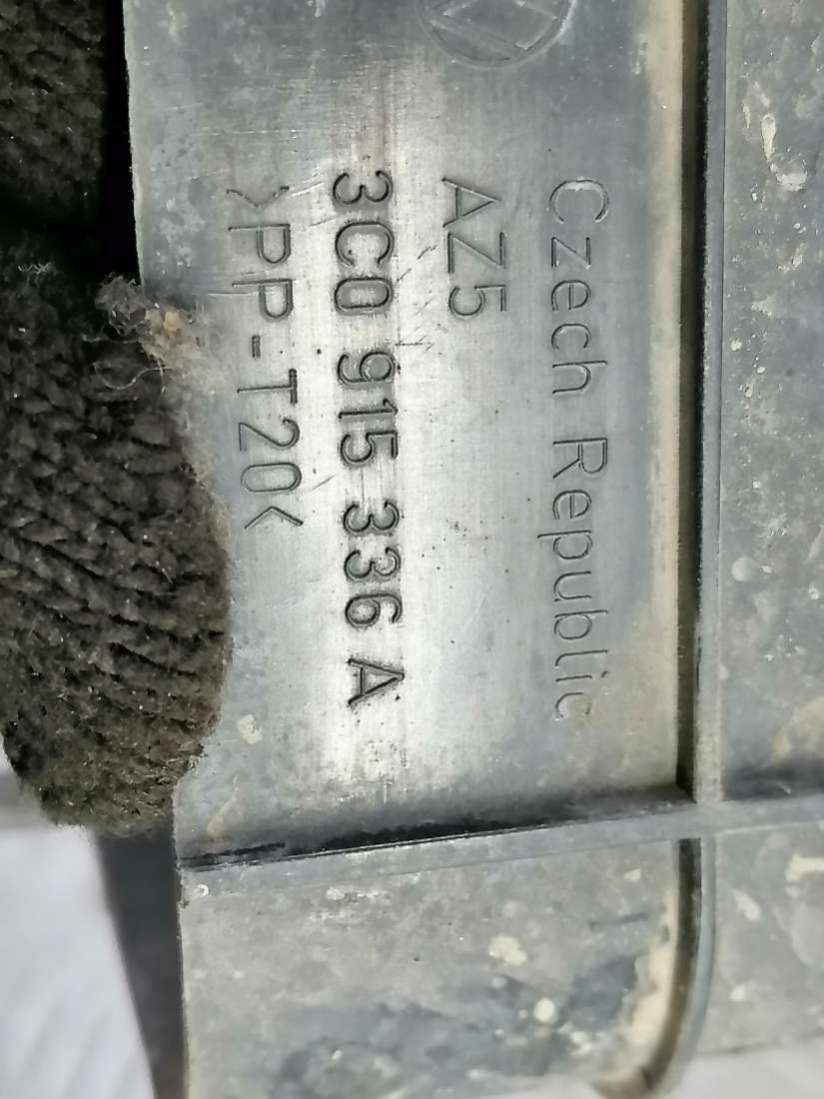 Czech Republic
AZ5
3C0 915 336 A
>PP-T20<